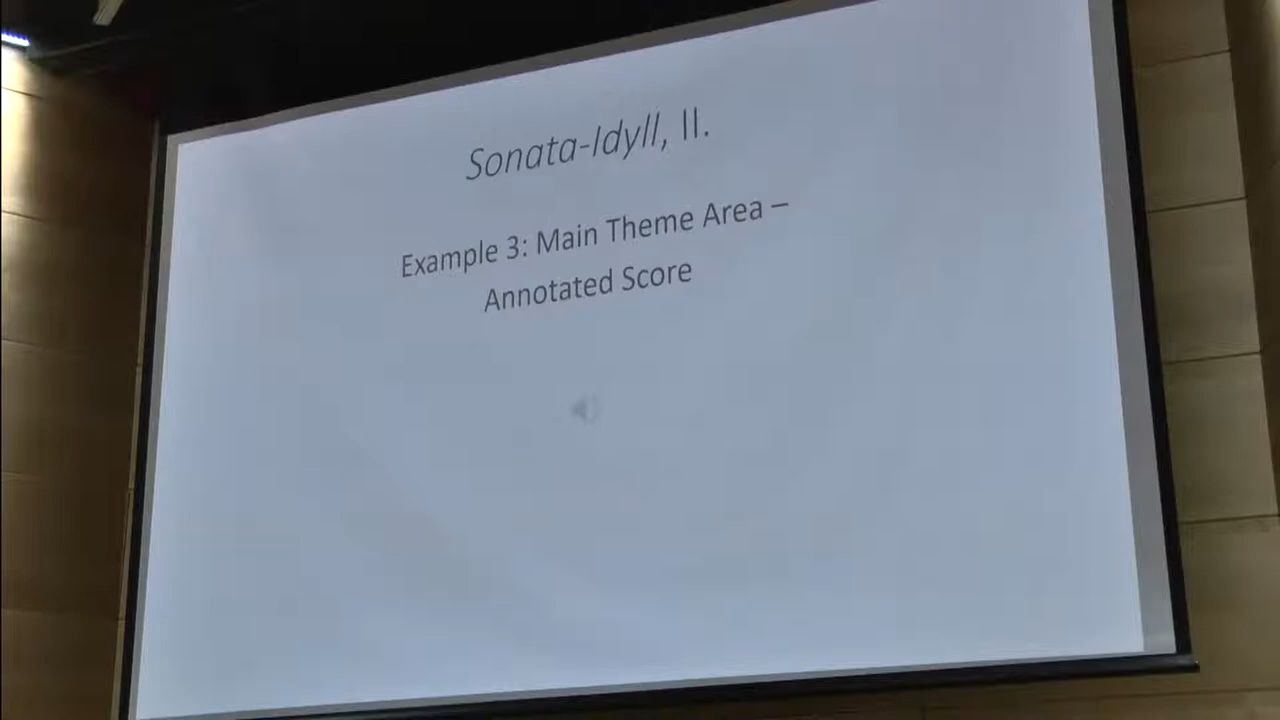 Sonata-Idyll, II.
Example 3: Main Theme Area –
Annotated Score